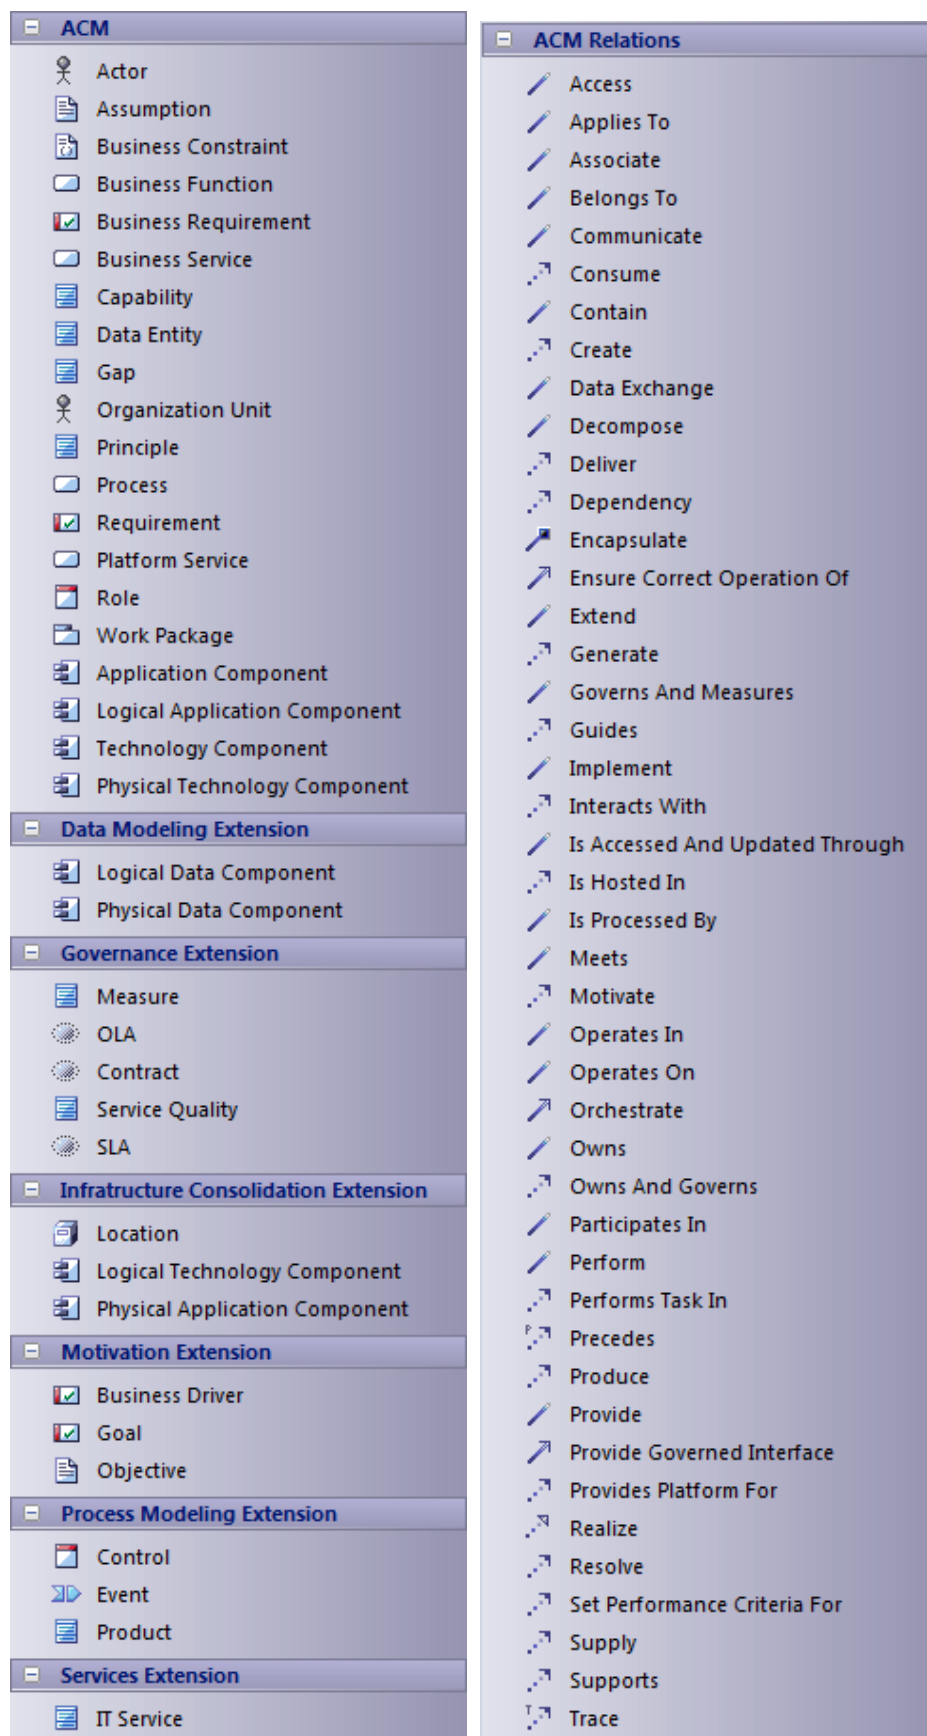 ACM
Actor
Assumption
Business Constraint
Business Function
Business Requirement
Business Service
Capability
Data Entity
Gap
Organization Unit
Principle
Process
Requirement
Platform Service
Role
Work Package
Application Component
Logical Application Component
Technology Component
Physical Technology Component
Data Modeling Extension
Logical Data Component
Physical Data Component
Governance Extension
Measure
OLA
Contract
Service Quality
SLA
Infratructure Consolidation Extension
Location
Logical Technology Component
Physical Application Component
Motivation Extension
Business Driver
Goal
Objective
Process Modeling Extension
Control
Event
Product
Services Extension
IT Service
ACM Relations
Access
Applies To
Associate
Belongs To
Communicate
Consume
Contain
Create
Data Exchange
Decompose
Deliver
Dependency
Encapsulate
Ensure Correct Operation Of
Extend
Generate
Governs And Measures
Guides
Implement
Interacts With
Is Accessed And Updated Through
Is Hosted In
Is Processed By
Meets
Motivate
Operates In
Operates On
Orchestrate
Owns
Owns And Governs
Participates In
Perform
Performs Task In
Precedes
Produce
Provide
Provide Governed Interface
Provides Platform For
Realize
Resolve
Set Performance Criteria For
Supply
Supports
Trace